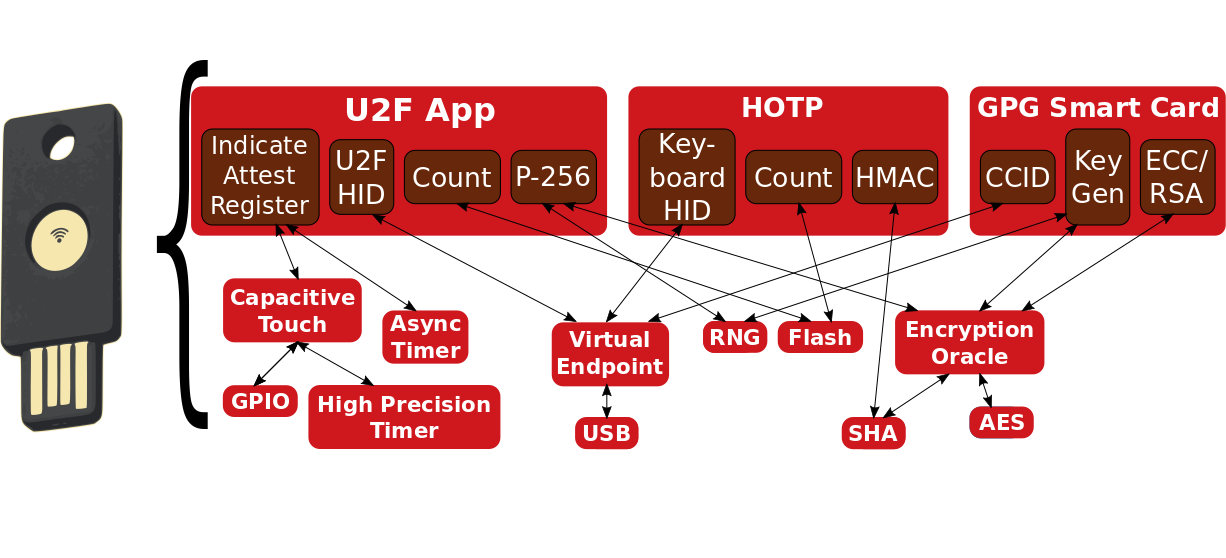 U2F App
HOTP
GPG Smart Card
Indicate
Attest
Register
U2F
HID
Count
P-256
Key-
board
HID
Count
HMAC
CCID
Key
Gen
ECC/
RSA
Capacitive
Touch
Async
Timer
Virtual
Endpoint
RNG
Flash
Encryption
Oracle
GPIO
High Precision
Timer
USB
SHA
AES